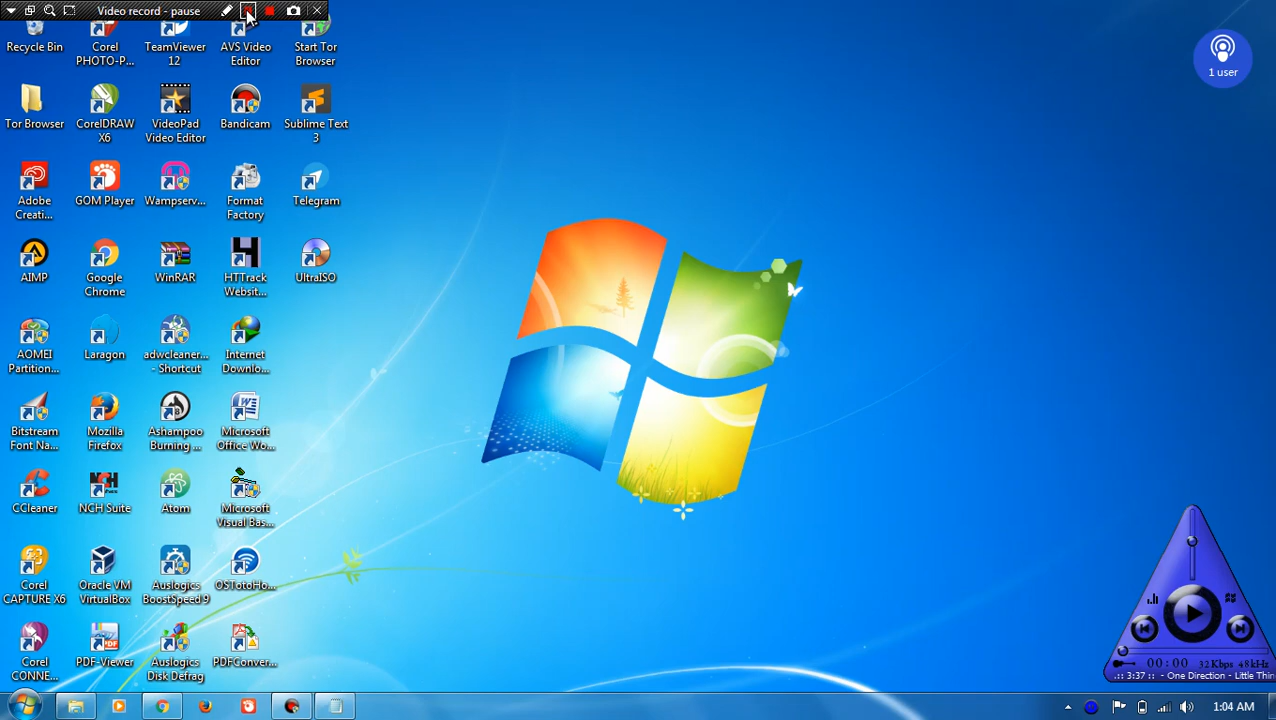 Video record - pause
1 user
Recycle Bin
Corel PHOTO-P...
TeamViewer 12
AVS Video Editor
Start Tor Browser
Tor Browser
CorelDRAW X6
VideoPad Video Editor
Bandicam
Sublime Text 3
Adobe Creati...
GOM Player
Wampserv...
Format Factory
Telegram
AIMP
Google Chrome
WinRAR
HTTrack Websit...
UltraISO
AOMEI Partition...
Laragon
adwcleaner... - Shortcut
Internet Downlo...
Bitstream Font Na...
Mozilla Firefox
Ashampoo Burning ...
Microsoft Office Wo...
CCleaner
NCH Suite
Atom
Microsoft Visual Bas...
Corel CAPTURE X6
Oracle VM VirtualBox
Auslogics BoostSpeed 9
OSTotoHo...
Corel CONNE...
PDF-Viewer
Auslogics Disk Defrag
PDFConver...
00:00 32 Kbps 48 kHz
.:: 3:37 :: - One Direction - Little Thin
1:04 AM